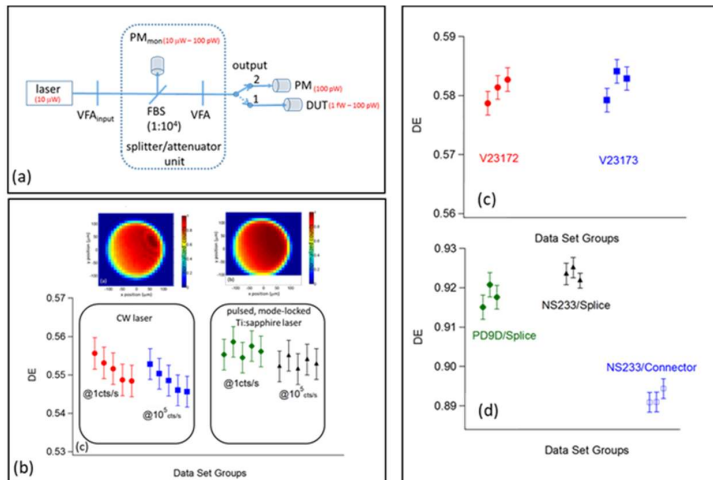 PMmon (10 µW – 100 pW)
output
2
laser
(10 µW)
PM
(100 pW)
1
DUT (1 fW – 100 pW)
VFAinput
FBS
VFA
(1:10⁴)
splitter/attenuator
unit
(a)
y position (µm)
x position (µm)
(a)
y position (µm)
x position (µm)
(b)
0.57
0.56
0.55
0.54
0.53
DE
CW laser
@1cts/s
@10⁵cts/s
pulsed, mode-locked
Ti:sapphire laser
@1cts/s
@10⁵cts/s
(c)
Data Set Groups
(b)
0.59
0.58
0.57
0.56
DE
V23172
V23173
(c)
Data Set Groups
0.93
0.92
0.91
0.90
0.89
DE
PD9D/Splice
NS233/Splice
NS233/Connector
(d)
Data Set Groups